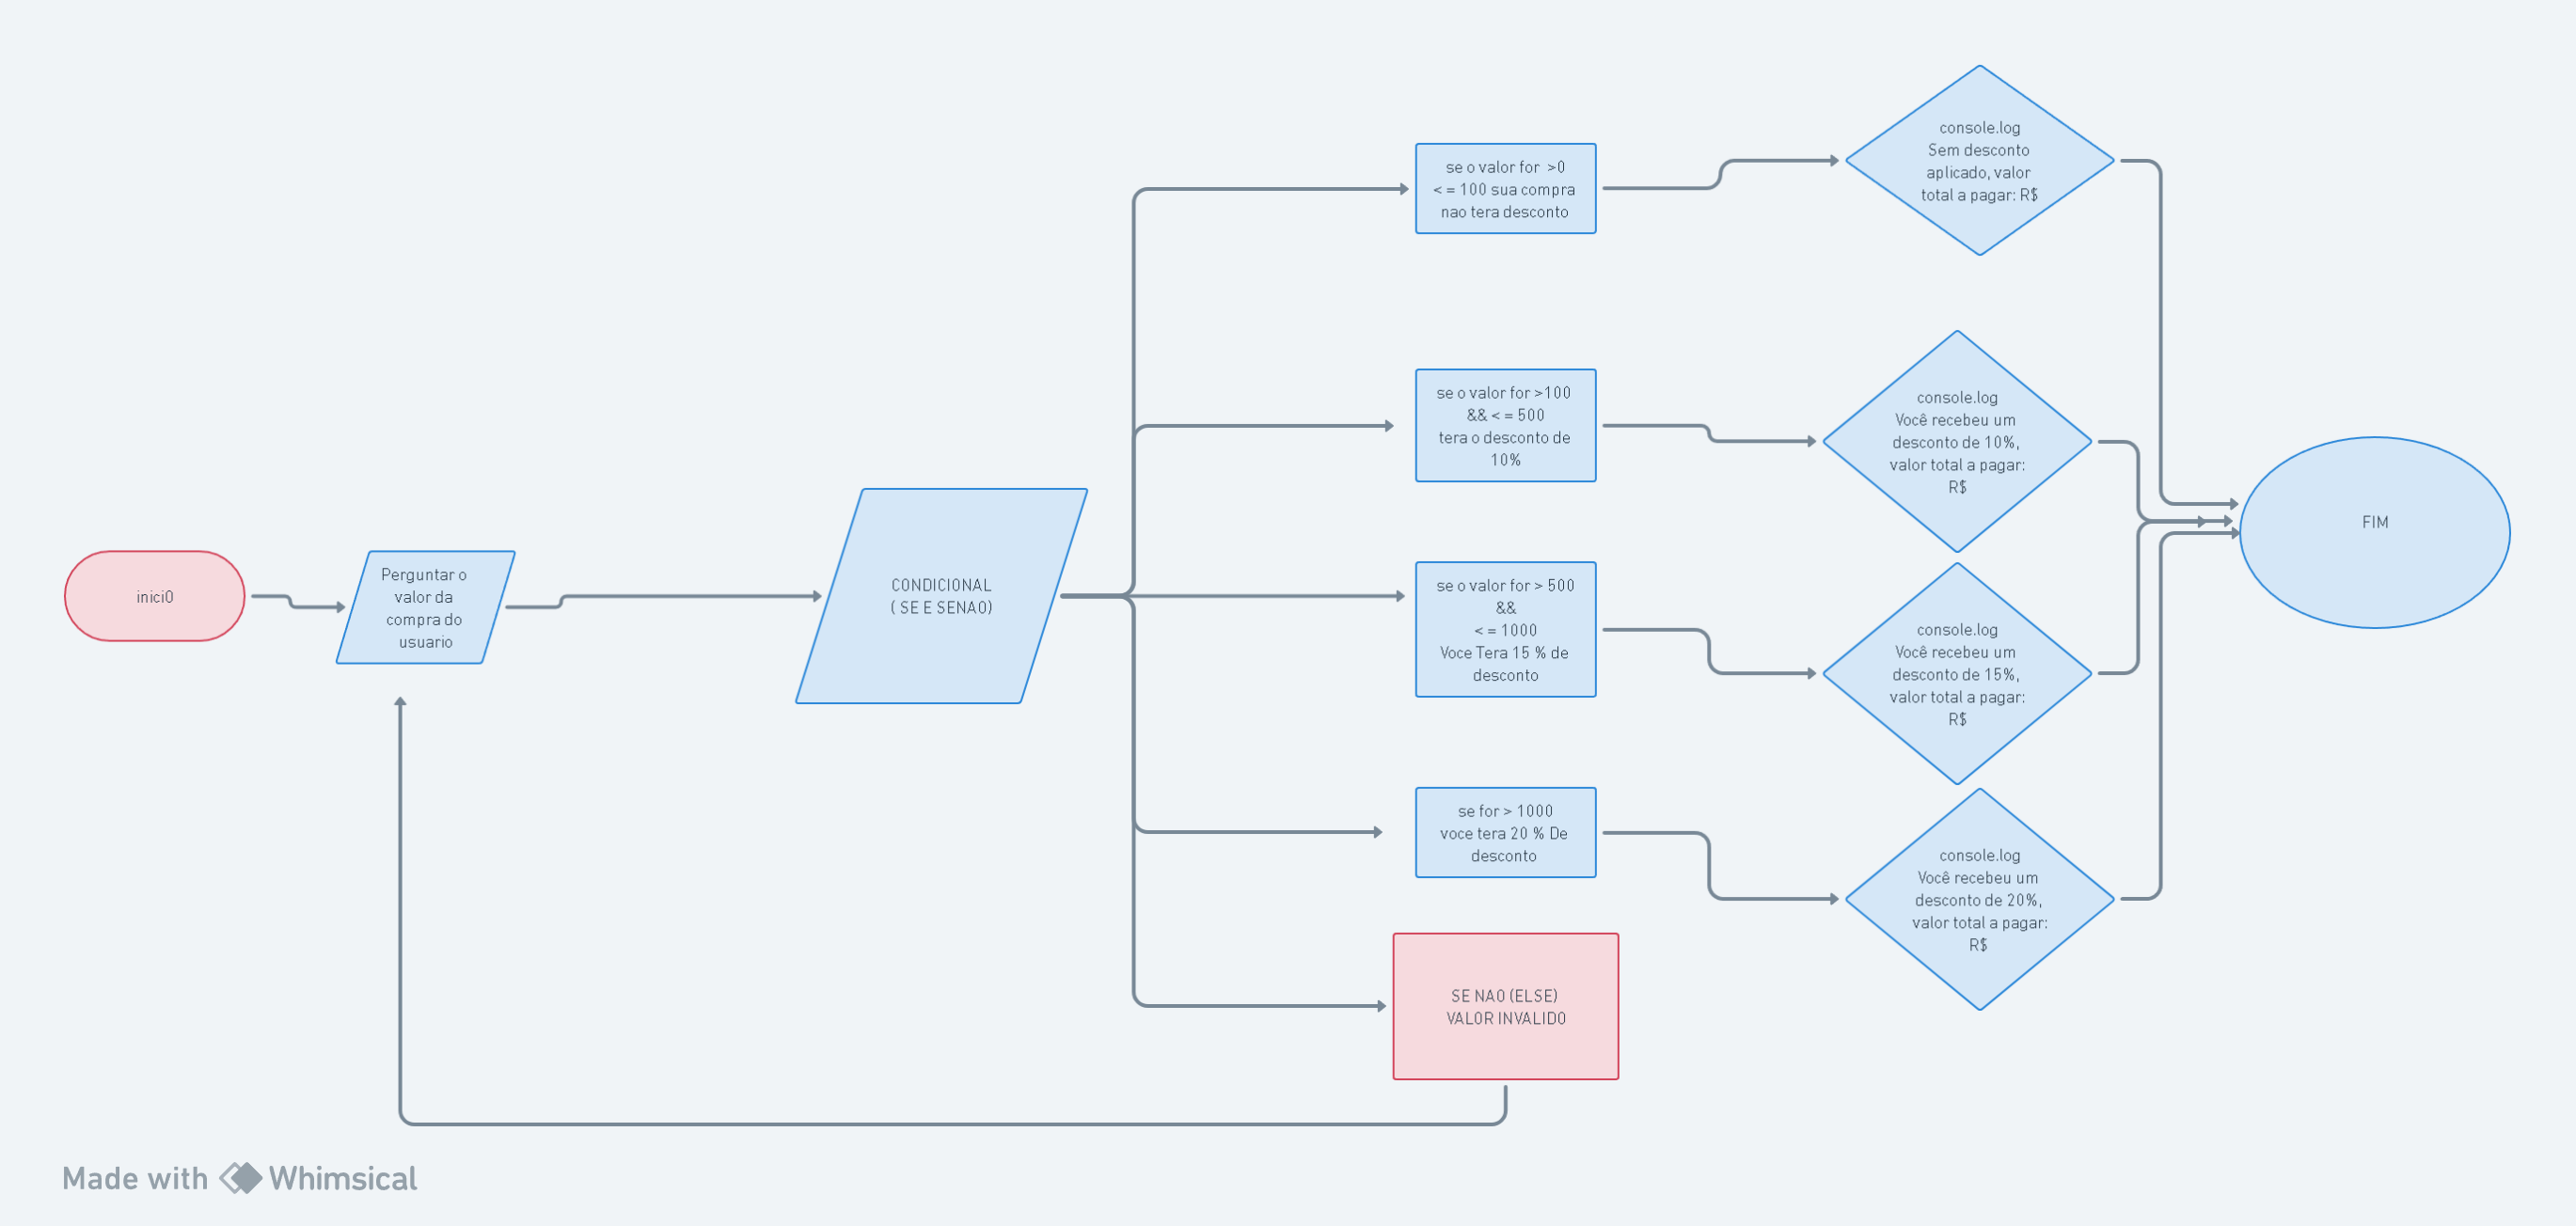 inici0
Perguntar o
valor da
compra do
usuario
CONDICIONAL
( SE E SENAO)
se o valor for  >0
< = 100 sua compra
nao tera desconto
console.log
Sem desconto
aplicado, valor
total a pagar: R$
se o valor for >100
&& < = 500
tera o desconto de
10%
console.log
Você recebeu um
desconto de 10%,
valor total a pagar:
R$
se o valor for > 500
&&
< = 1000
Voce Tera 15 % de
desconto
console.log
Você recebeu um
desconto de 15%,
valor total a pagar:
R$
se for > 1000
voce tera 20 % De
desconto
console.log
Você recebeu um
desconto de 20%,
valor total a pagar:
R$
SE NAO (ELSE)
VALOR INVALIDO
FIM
Made with Whimsical